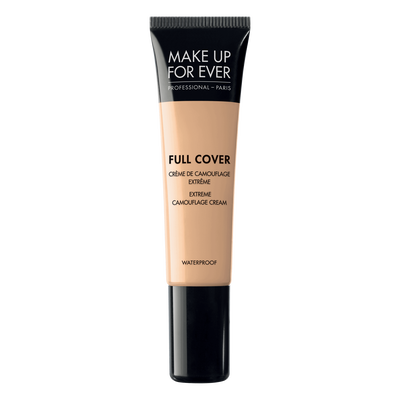 MAKE UP
FOR EVER
PROFESSIONAL – PARIS
FULL COVER
CRÈME DE CAMOUFLAGE
EXTRÊME
EXTREME
CAMOUFLAGE CREAM
WATERPROOF